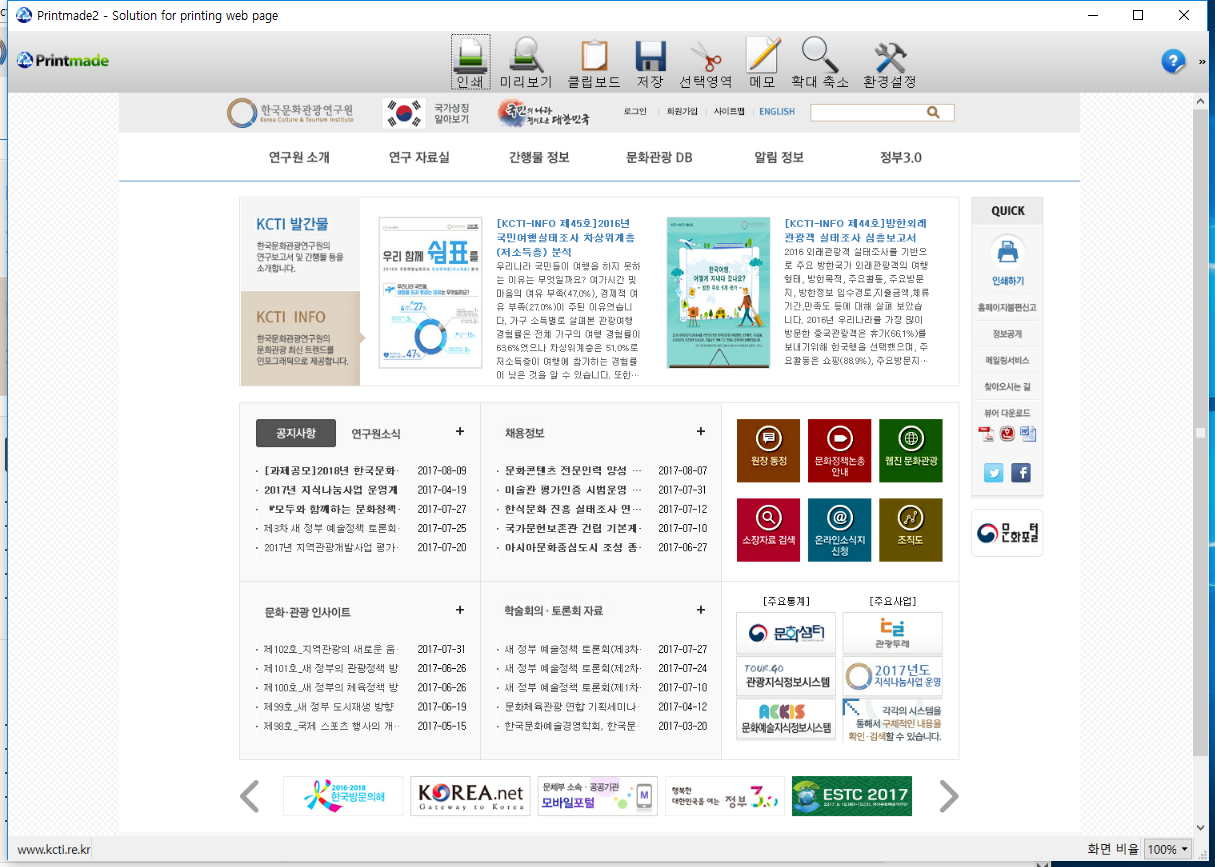 Printmade2 - Solution for printing web page
Printmade
인쇄 미리보기 클립보드 저장 선택영역 메모 확대 축소 환경설정
한국문화관광연구원
Korea Culture & Tourism Institute
국가상징
알아보기
국민의 나라
정의로운 대한민국
로그인 회원가입 사이트맵 ENGLISH
연구원 소개 연구 자료실 간행물 정보 문화관광 DB 알림 정보 정부3.0
KCTI 발간물
한국문화관광연구원의
연구보고서 및 간행물 등을
소개합니다.
KCTI INFO
한국문화관광연구원의
문화관광 최신 트렌드를
인포그래픽으로 제공합니다.
우리 함께 쉼표를
27%
15%
47%
[KCTI-INFO 제45호]2016년
국민여행실태조사 차상위계층
(저소득층) 분석
우리나라 국민들이 여행을 하지 못하
는 이유는 무엇일까요? 여가시간 및
마음의 여유 부족(47.0%), 경제적 여
유 부족(27.0%)이 주된 이유였습니
다. 가구 소득별로 살펴본 관광여행
경험률은 전체 가구의 여행 경험률이
63.6%였으나 차상위계층은 51.0%로
저소득층이 여행에 참가하는 경험률
이 낮은 것을 알 수 있습니다. 또한…
한국여행,
어떻게 지내다 갔나요?
[KCTI-INFO 제44호]방한외래
관광객 실태조사 심층보고서
2016 외래관광객 실태조사를 기반으
로 주요 방한국가 외래관광객의 여행
형태, 방한목적, 주요활동, 주요방문
지, 방한정보 입수경로,지출금액,체류
기간,만족도 등에 대해 살펴 보았습
니다. 2016년 우리나라를 가장 많이
방문한 중국관광객은 휴가(66.1%)를
보내기위해 한국행을 선택했으며, 주
요활동은 쇼핑(88.9%), 주요방문지…
QUICK
인쇄하기
홈페이지불편신고
정보공개
메일링서비스
찾아오시는 길
뷰어 다운로드
문화포털
공지사항 연구원소식 +
· [과제공모]2018년 한국문화· 2017-08-09
· 2017년 지식나눔사업 운영계 2017-04-19
· 『모두와 함께하는 문화청책· 2017-07-27
· 제3차 새 정부 예술정책 토론회· 2017-07-25
· 2017년 지역관광개발사업 평가· 2017-07-20
채용정보 +
· 문화콘텐츠 전문인력 양성 … 2017-08-07
· 미술관 평가인증 시범운영 … 2017-07-31
· 한식문화 진흥 실태조사 연… 2017-07-12
· 국가문헌보존관 건립 기본계· 2017-07-10
· 아시아문화중심도시 조성 종· 2017-06-27
원장 동정
문화정책논총
안내
웹진 문화관광
소장자료 검색
온라인소식지
신청
조직도
문화·관광 인사이트 +
· 제102호_지역관광의 새로운 움· 2017-07-31
· 제101호_새 정부의 관광정책 방 2017-06-26
· 제100호_새 정부의 체육정책 방 2017-06-26
· 제99호_새 정부 도시재생 방향 2017-06-19
· 제98호_국제 스포츠 행사의 개… 2017-05-15
학술회의·토론회 자료 +
· 새 정부 예술정책 토론회(제3차· 2017-07-27
· 새 정부 예술정책 토론회(제2차· 2017-07-24
· 새 정부 예술정책 토론회(제1차· 2017-07-10
· 문화체육관광 연합 기획세미나· 2017-04-12
· 한국문화예술경영학회, 한국문· 2017-03-20
[주요통계] [주요사업]
문화셈터
관광두레
TOUR GO
관광지식정보시스템
2017년도
지식나눔사업 운영
ACKIS
문화예술지식정보시스템
각각의 시스템을
통해서 구체적인 내용을
확인·검색할 수 있습니다.
2016-2018
한국방문의해
KOREA.net
Gateway to Korea
문체부 소속·공공기관
모바일포털
M
행복한
대한민국을 여는 정부 3.0
ESTC 2017
www.kcti.re.kr
화면 비율 100%